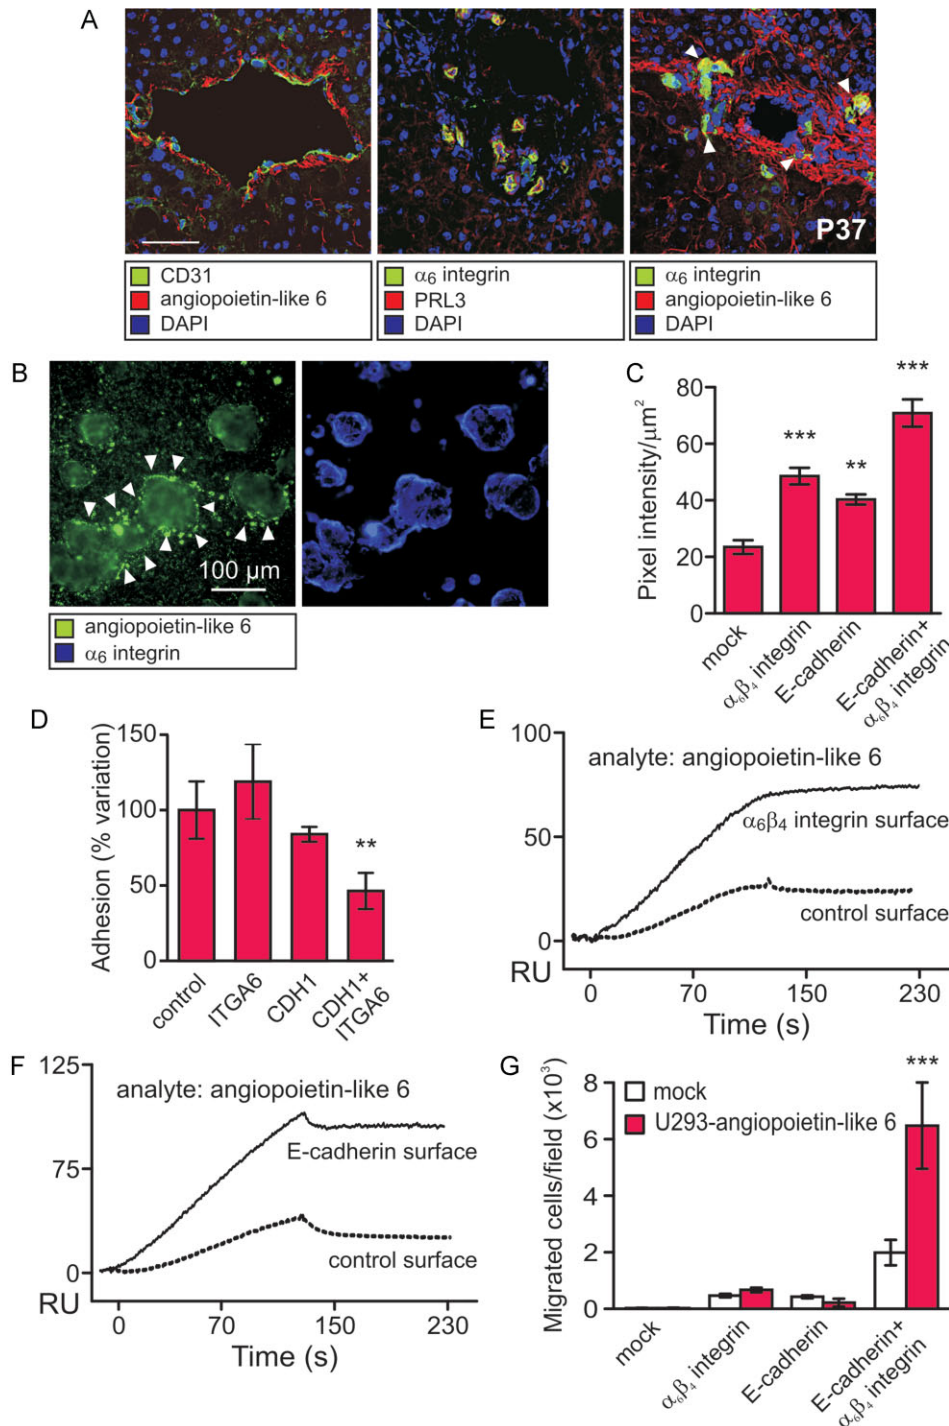 A
P37
CD31
angiopoietin-like 6
DAPI
α6 integrin
PRL3
DAPI
α6 integrin
angiopoietin-like 6
DAPI
B
100 μm
angiopoietin-like 6
α6 integrin
C
Pixel intensity/μm²
80
60
40
20
0
***
**
***
mock
α6β4 integrin
E-cadherin
E-cadherin+
α6β4 integrin
D
Adhesion (% variation)
150
100
50
0
**
control
ITGA6
CDH1
CDH1+
ITGA6
E
100
50
0
RU
analyte: angiopoietin-like 6
α6β4 integrin surface
control surface
0 70 150 230
Time (s)
F
125
75
0
RU
analyte: angiopoietin-like 6
E-cadherin surface
control surface
0 70 150 230
Time (s)
G
Migrated cells/field (x10³)
8
6
4
2
0
mock
U293-angiopoietin-like 6
***
mock
α6β4 integrin
E-cadherin
E-cadherin+
α6β4 integrin